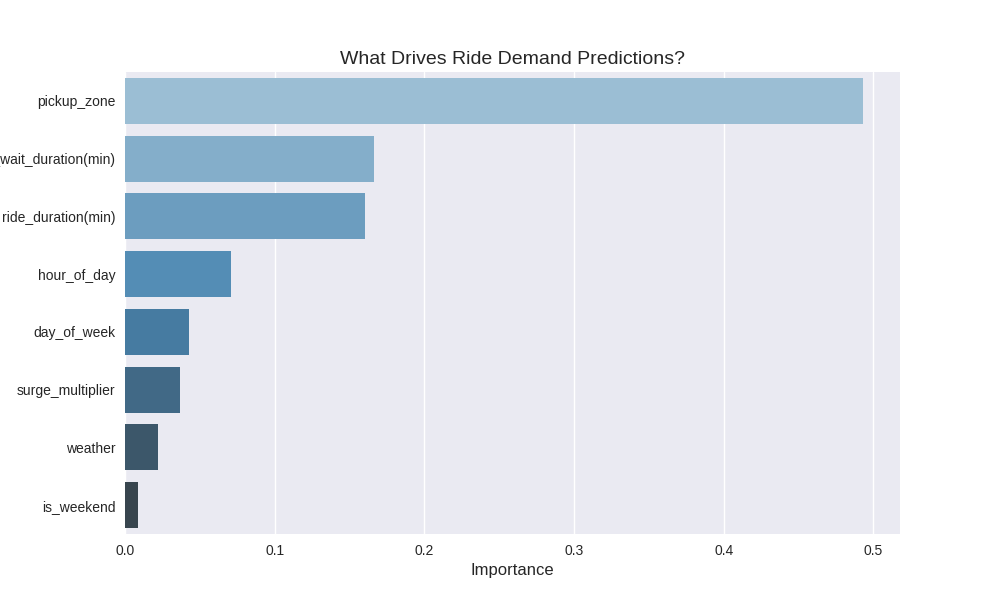 What Drives Ride Demand Predictions?
pickup_zone
wait_duration(min)
ride_duration(min)
hour_of_day
day_of_week
surge_multiplier
weather
is_weekend
0.0 0.1 0.2 0.3 0.4 0.5
Importance